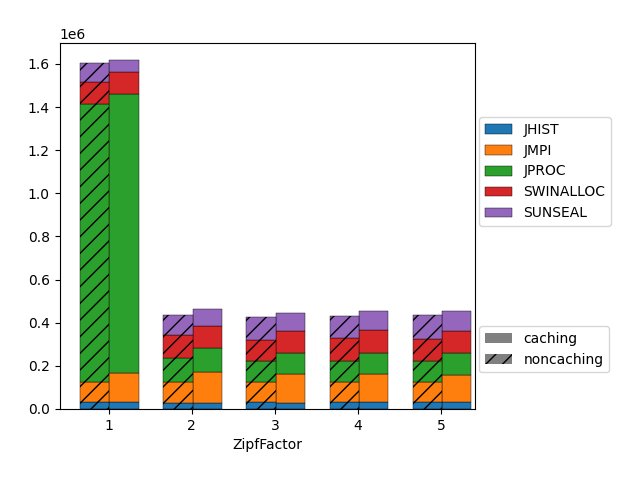 1e6
1.6
1.4
1.2
1.0
0.8
0.6
0.4
0.2
0.0
1 2 3 4 5
ZipfFactor
JHIST
JMPI
JPROC
SWINALLOC
SUNSEAL
caching
noncaching